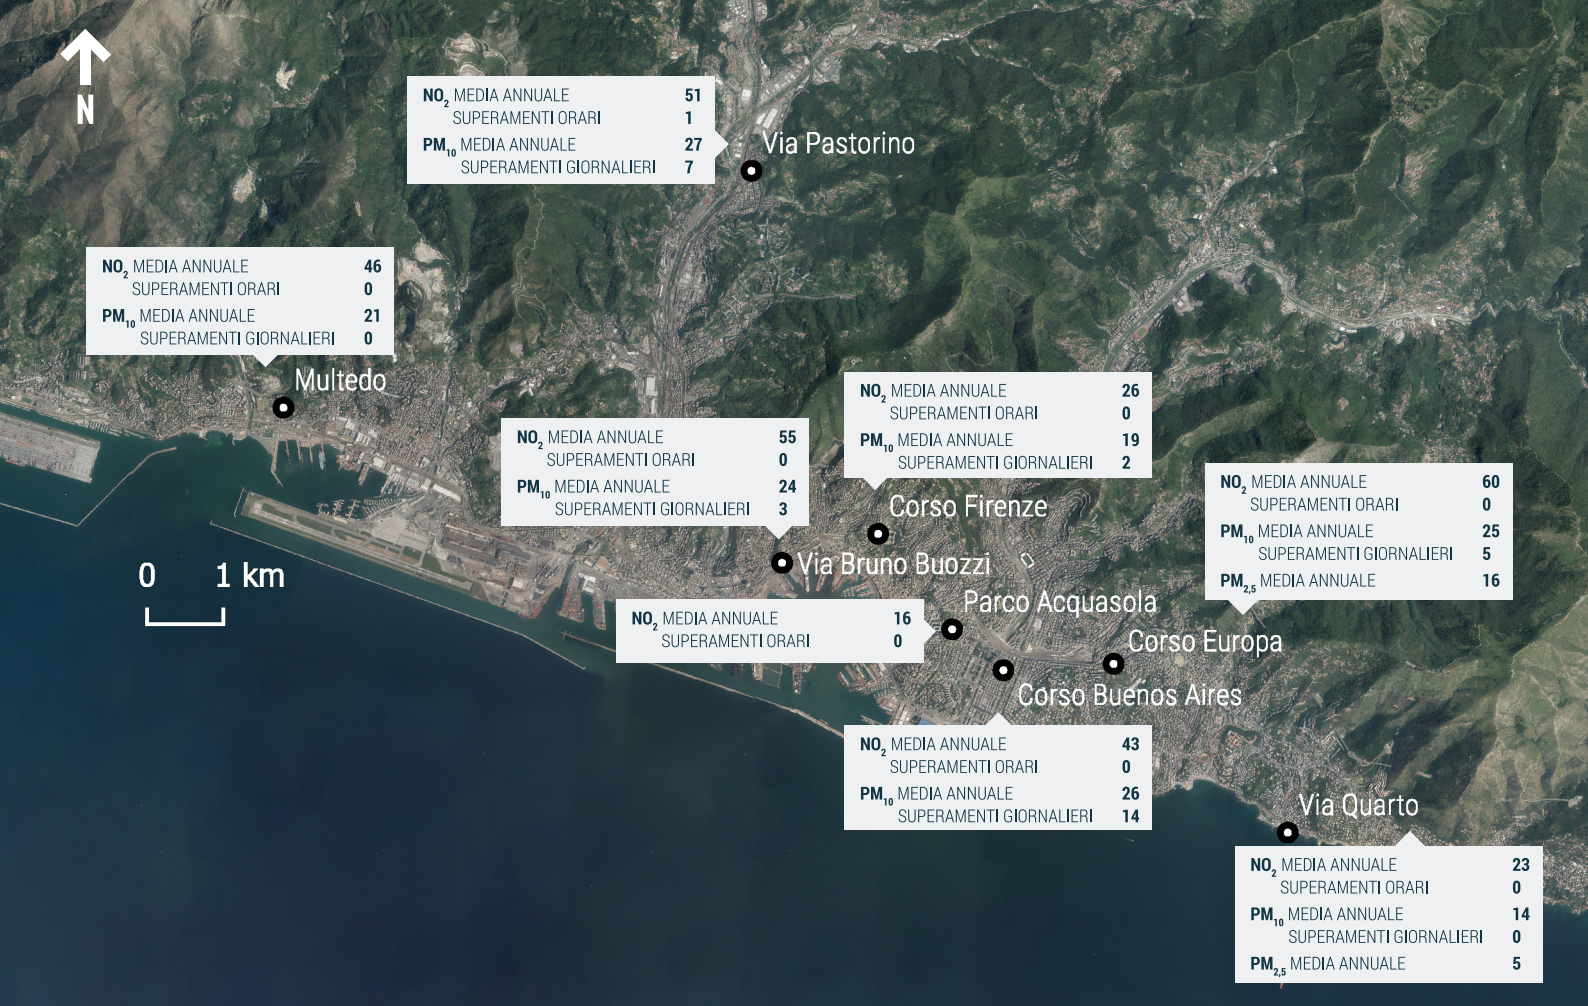 N
NO2 MEDIA ANNUALE 51
SUPERAMENTI ORARI 1
PM10 MEDIA ANNUALE 27
SUPERAMENTI GIORNALIERI 7
Via Pastorino
NO2 MEDIA ANNUALE 46
SUPERAMENTI ORARI 0
PM10 MEDIA ANNUALE 21
SUPERAMENTI GIORNALIERI 0
Multedo
NO2 MEDIA ANNUALE 26
SUPERAMENTI ORARI 0
PM10 MEDIA ANNUALE 19
SUPERAMENTI GIORNALIERI 2
Corso Firenze
NO2 MEDIA ANNUALE 55
SUPERAMENTI ORARI 0
PM10 MEDIA ANNUALE 24
SUPERAMENTI GIORNALIERI 3
Via Bruno Buozzi
NO2 MEDIA ANNUALE 60
SUPERAMENTI ORARI 0
PM10 MEDIA ANNUALE 25
SUPERAMENTI GIORNALIERI 5
PM2,5 MEDIA ANNUALE 16
Corso Europa
0 1 km
Parco Acquasola
NO2 MEDIA ANNUALE 16
SUPERAMENTI ORARI 0
Corso Buenos Aires
NO2 MEDIA ANNUALE 43
SUPERAMENTI ORARI 0
PM10 MEDIA ANNUALE 26
SUPERAMENTI GIORNALIERI 14
Via Quarto
NO2 MEDIA ANNUALE 23
SUPERAMENTI ORARI 0
PM10 MEDIA ANNUALE 14
SUPERAMENTI GIORNALIERI 0
PM2,5 MEDIA ANNUALE 5